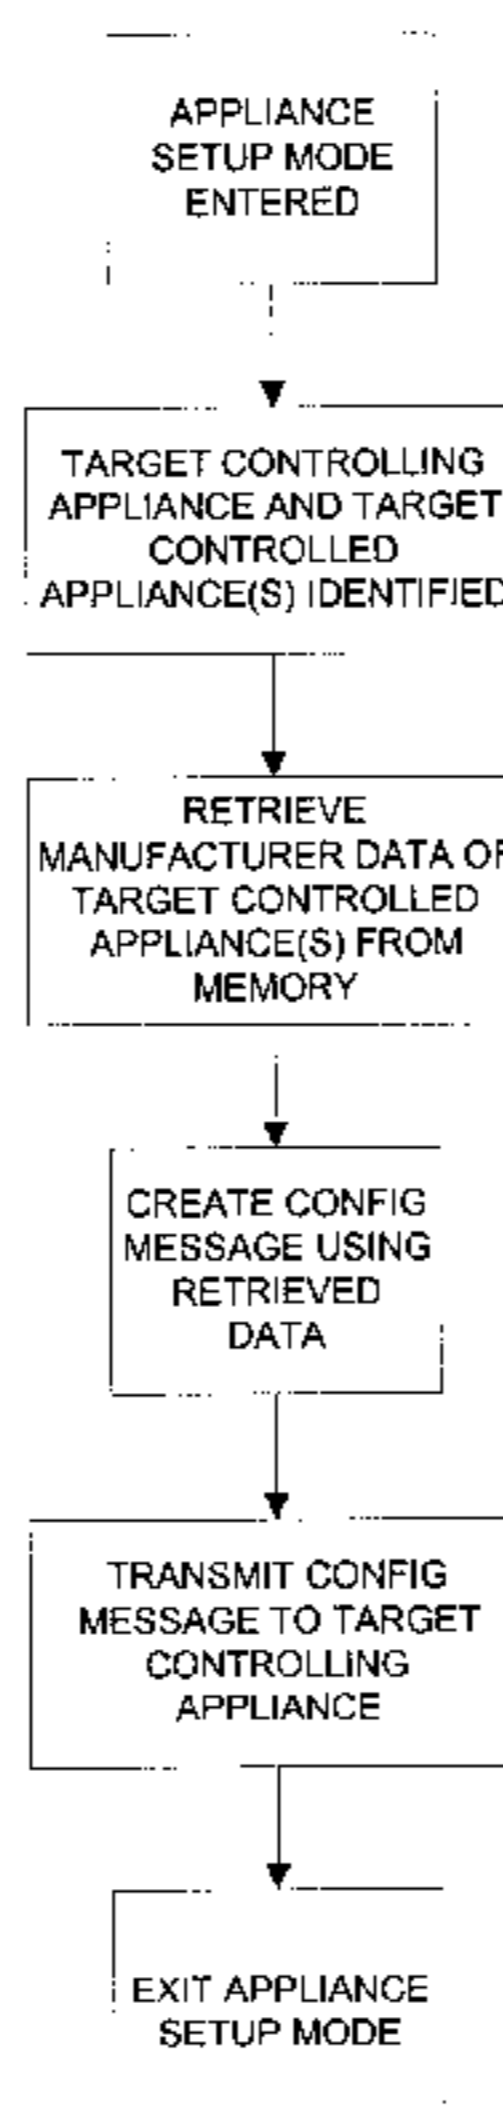 APPLIANCE
SETUP MODE
ENTERED
TARGET CONTROLLING
APPLIANCE AND TARGET
CONTROLLED
APPLIANCE(S) IDENTIFIED
RETRIEVE
MANUFACTURER DATA OF
TARGET CONTROLLED
APPLIANCE(S) FROM
MEMORY
CREATE CONFIG
MESSAGE USING
RETRIEVED
DATA
TRANSMIT CONFIG
MESSAGE TO TARGET
CONTROLLING
APPLIANCE
EXIT APPLIANCE
SETUP MODE